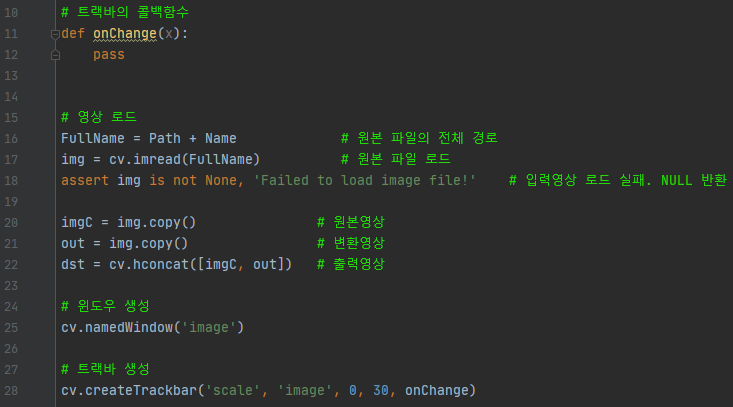 10 # 트랙바의 콜백함수
11 def onChange(x):
12 pass
13
14
15 # 영상 로드
16 FullName = Path + Name # 원본 파일의 전체 경로
17 img = cv.imread(FullName) # 원본 파일 로드
18 assert img is not None, 'Failed to load image file!' # 입력영상 로드 실패. NULL 반환
19
20 imgC = img.copy() # 원본영상
21 out = img.copy() # 변환영상
22 dst = cv.hconcat([imgC, out]) # 출력영상
23
24 # 윈도우 생성
25 cv.namedWindow('image')
26
27 # 트랙바 생성
28 cv.createTrackbar('scale', 'image', 0, 30, onChange)